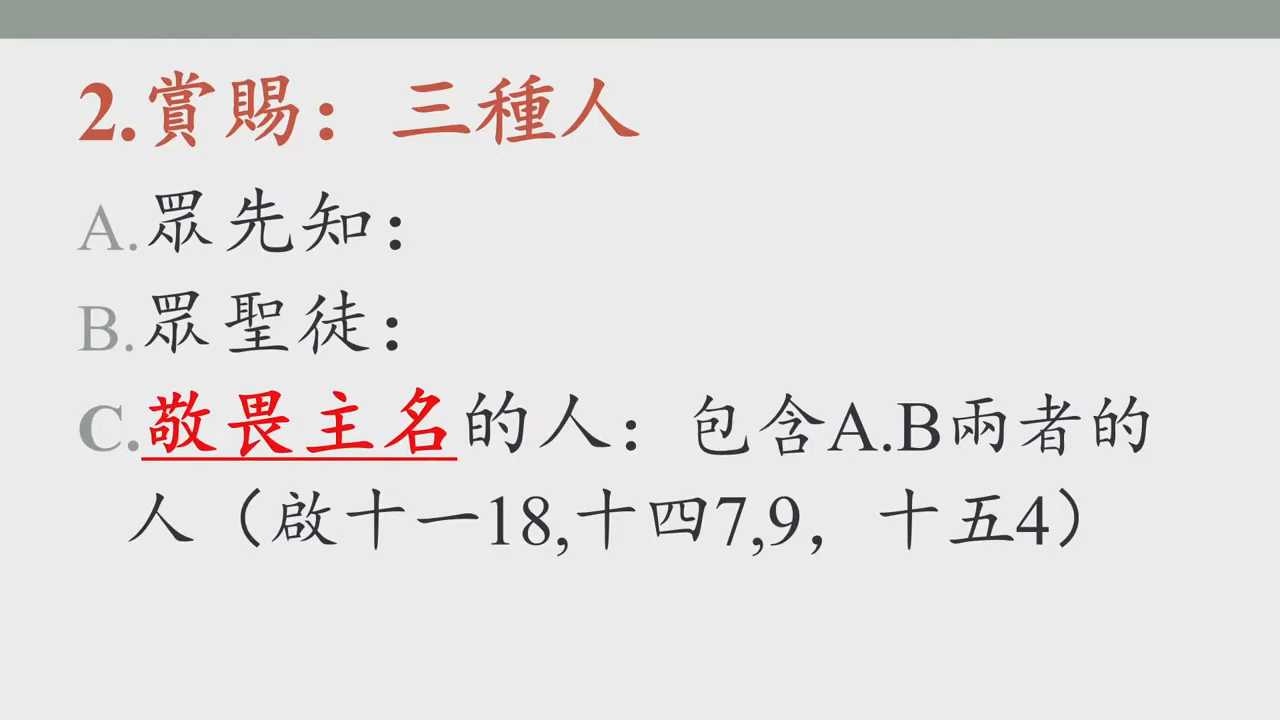 2.賞賜：三種人
A.眾先知：
B.眾聖徒：
C.敬畏主名的人：包含A.B兩者的
人（啟十一18,十四7,9，十五4）